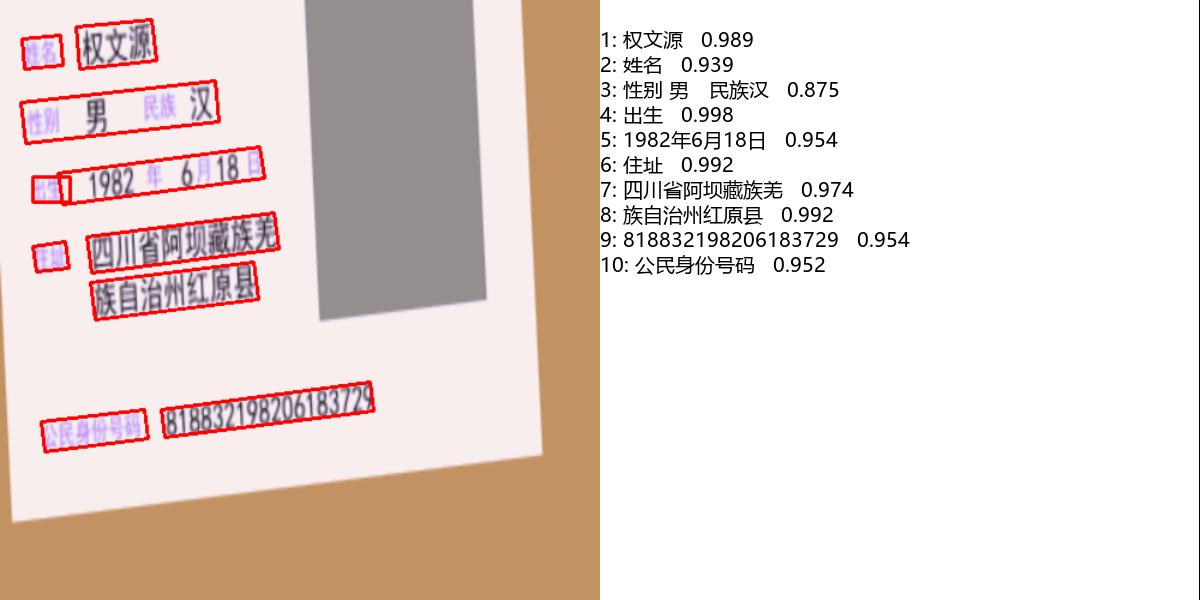 姓名 权文源
性别 男 民族 汉
出生 1982 年 6 月 18 日
住址 四川省阿坝藏族羌
族自治州红原县
公民身份号码 818832198206183729
1: 权文源 0.989
2: 姓名 0.939
3: 性别 男 民族汉 0.875
4: 出生 0.998
5: 1982年6月18日 0.954
6: 住址 0.992
7: 四川省阿坝藏族羌 0.974
8: 族自治州红原县 0.992
9: 818832198206183729 0.954
10: 公民身份号码 0.952